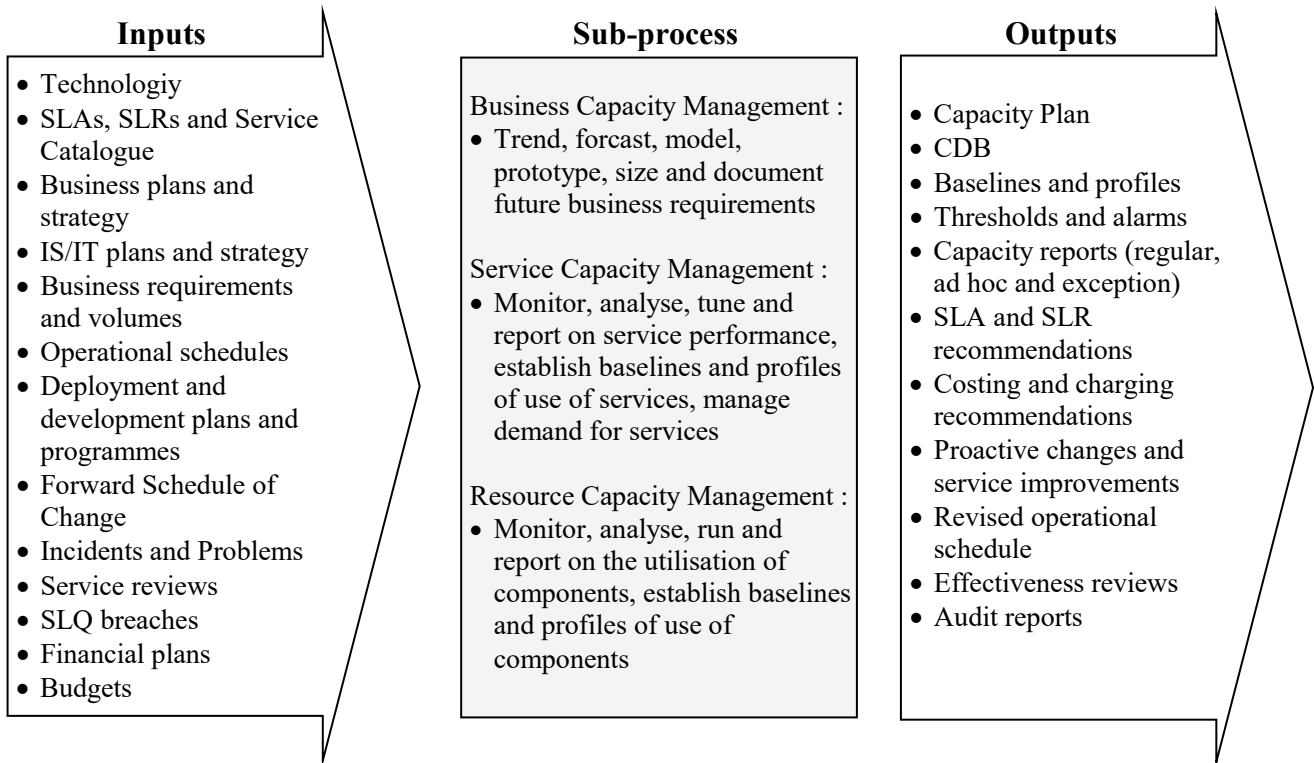 Inputs
• Technologiy
• SLAs, SLRs and Service
Catalogue
• Business plans and
strategy
• IS/IT plans and strategy
• Business requirements
and volumes
• Operational schedules
• Deployment and
development plans and
programmes
• Forward Schedule of
Change
• Incidents and Problems
• Service reviews
• SLQ breaches
• Financial plans
• Budgets
Sub-process
Business Capacity Management :
• Trend, forcast, model,
prototype, size and document
future business requirements
Service Capacity Management :
• Monitor, analyse, tune and
report on service performance,
establish baselines and profiles
of use of services, manage
demand for services
Resource Capacity Management :
• Monitor, analyse, run and
report on the utilisation of
components, establish baselines
and profiles of use of
components
Outputs
• Capacity Plan
• CDB
• Baselines and profiles
• Thresholds and alarms
• Capacity reports (regular,
ad hoc and exception)
• SLA and SLR
recommendations
• Costing and charging
recommendations
• Proactive changes and
service improvements
• Revised operational
schedule
• Effectiveness reviews
• Audit reports